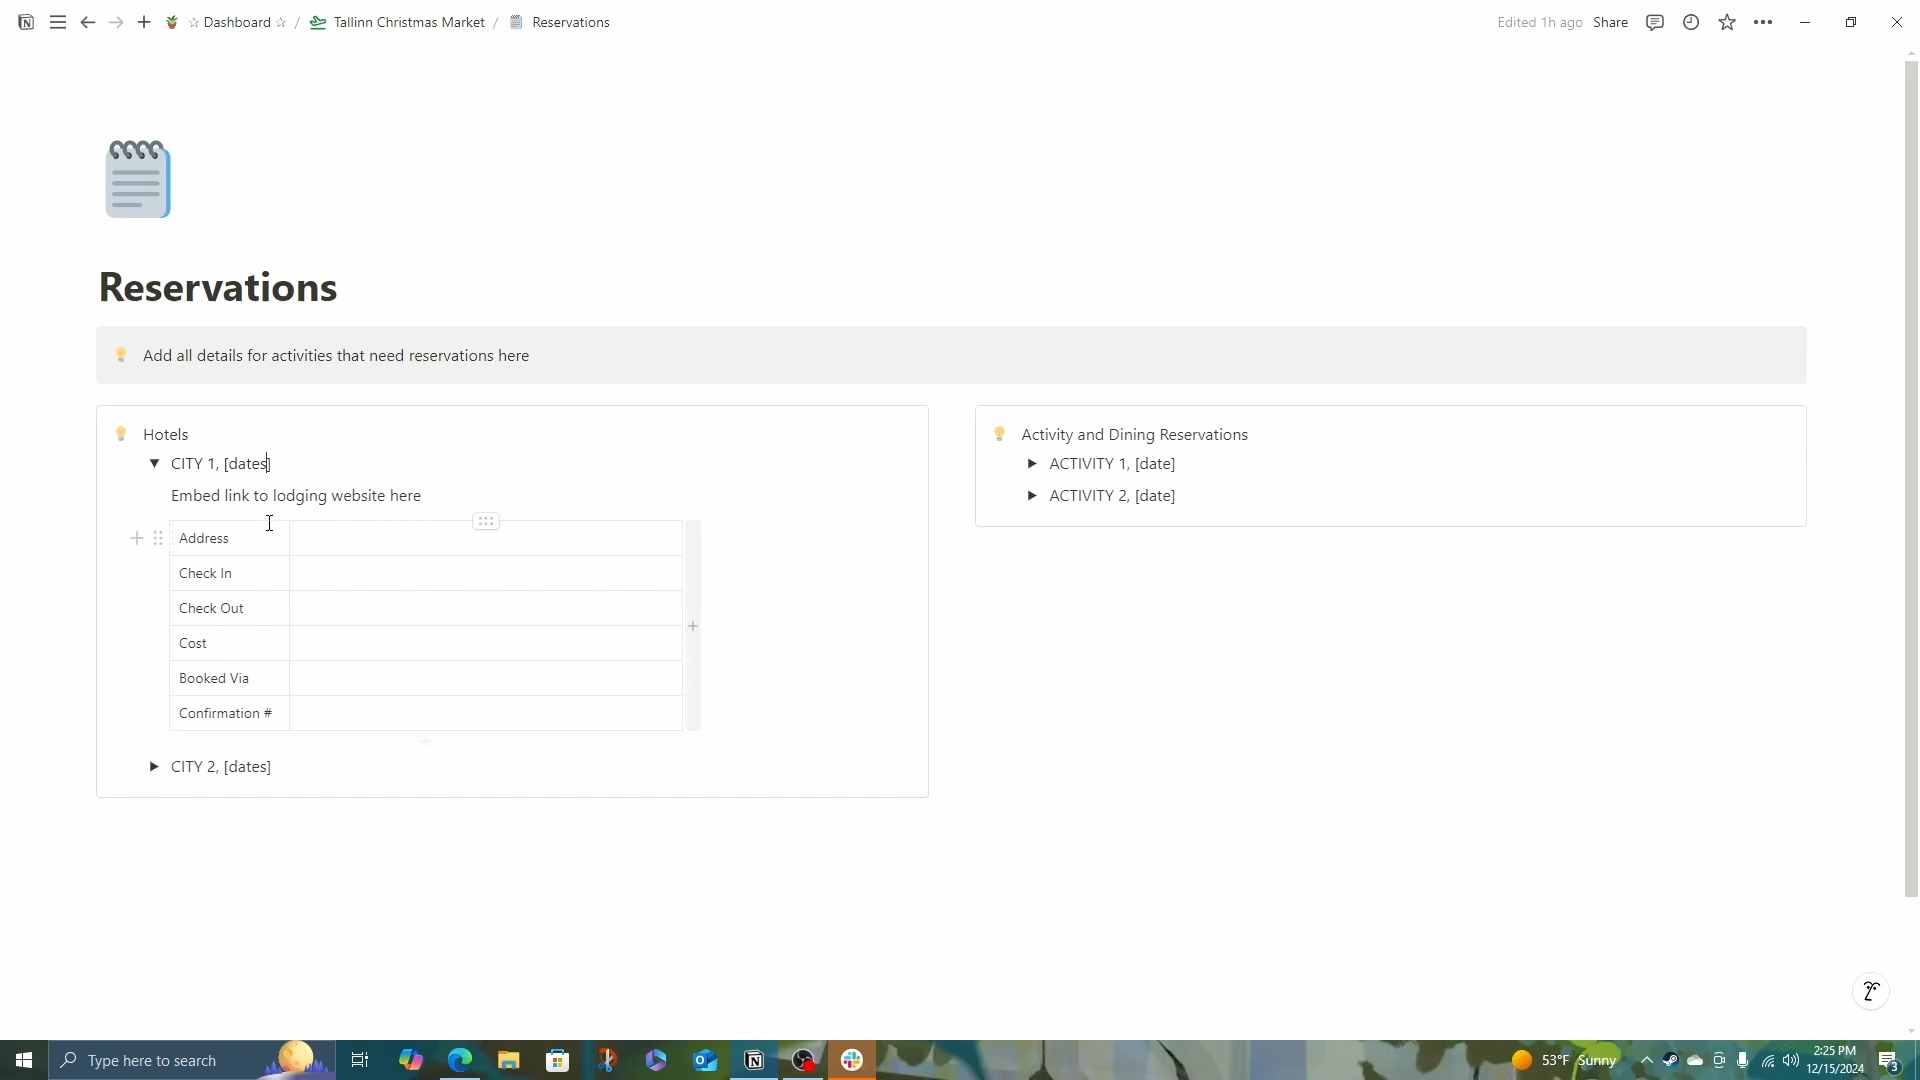 ☆ Dashboard ☆ / Tallinn Christmas Market / Reservations
Edited 1h ago Share
Reservations
Add all details for activities that need reservations here
Hotels
CITY 1, [dates]
Embed link to lodging website here
Address
Check In
Check Out
Cost
Booked Via
Confirmation #
CITY 2, [dates]
Activity and Dining Reservations
ACTIVITY 1, [date]
ACTIVITY 2, [date]
Type here to search
53°F Sunny
2:25 PM
12/15/2024
3